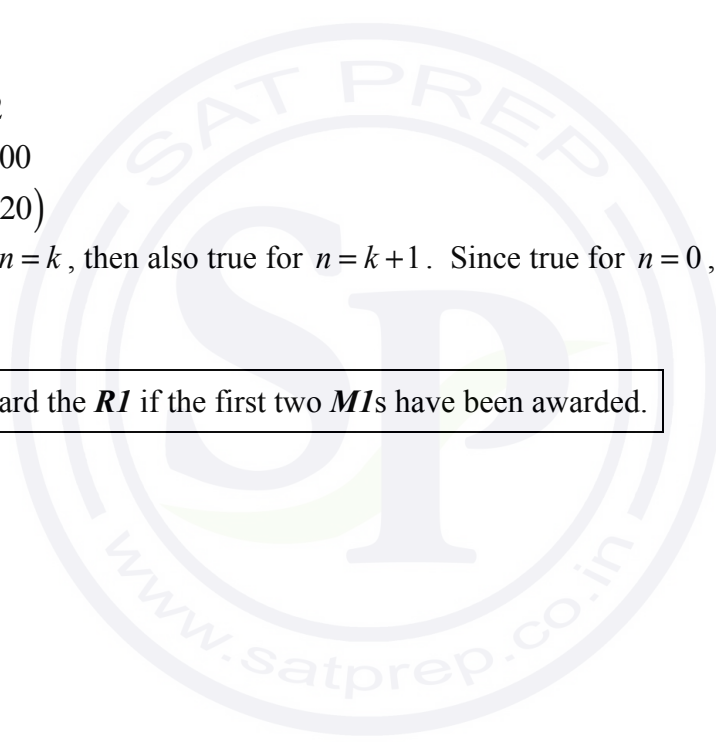 00
20)
n = k , then also true for n = k +1 . Since true for n = 0 ,
ard the R1 if the first two M1s have been awarded.
SAT PREP
SP
www.satprep.co.in